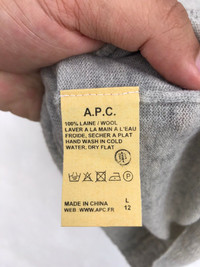 A.P.C.
100% LAINE / WOOL
LAVER A LA MAIN A L'EAU
FROIDE, SÉCHER A PLAT
HAND WASH IN COLD
WATER, DRY FLAT
MADE IN CHINA
WEB : WWW.APC.FR
L
12